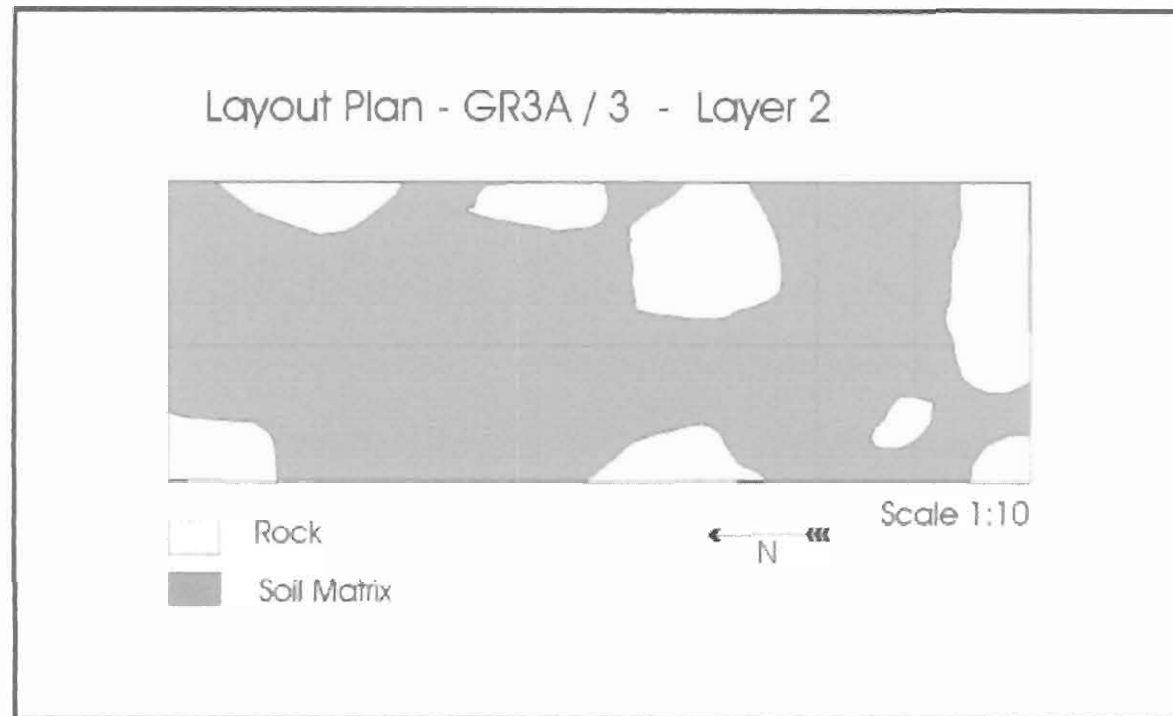 Layout Plan - GR3A / 3 - Layer 2
Scale 1:10
Rock
N
Soil Matrix